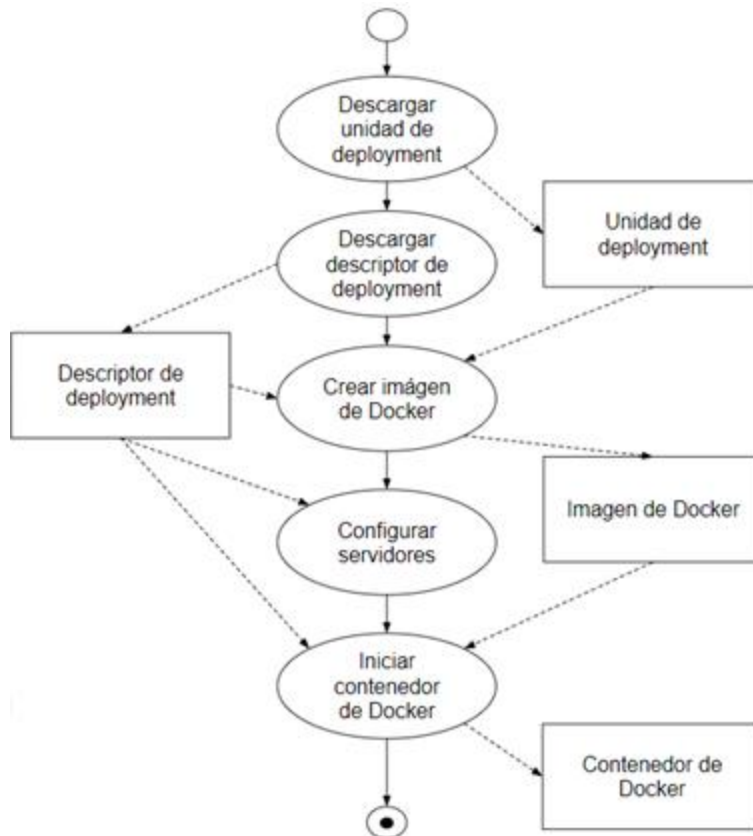 Descargar
unidad de
deployment
Unidad de
deployment
Descargar
descriptor de
deployment
Descriptor de
deployment
Crear imágen
de Docker
Imagen de Docker
Configurar
servidores
Iniciar
contenedor
de Docker
Contenedor de
Docker